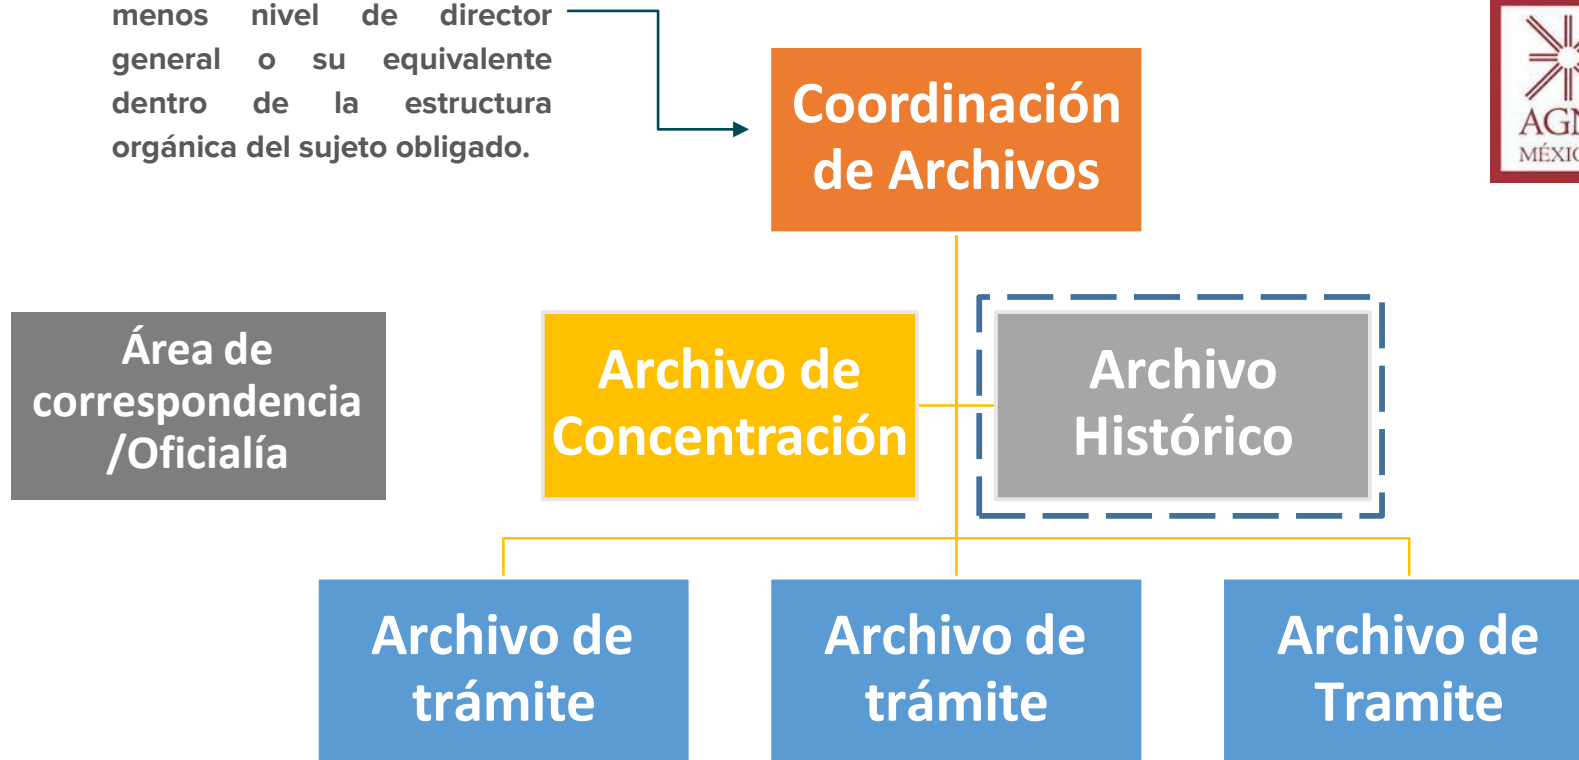 menos nivel de director
general o su equivalente
dentro de la estructura
orgánica del sujeto obligado.
Coordinación
de Archivos
Área de
correspondencia
/Oficialía
Archivo de
Concentración
Archivo
Histórico
Archivo de
trámite
Archivo de
trámite
Archivo de
Tramite